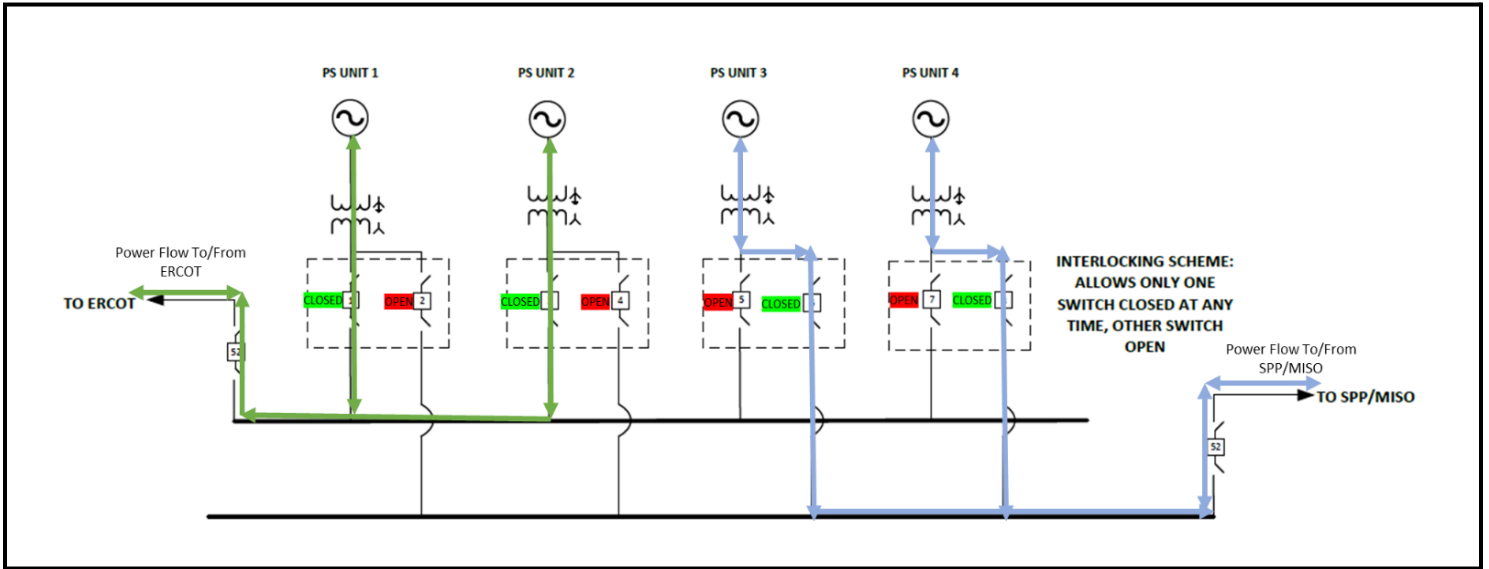 PS UNIT 1
PS UNIT 2
PS UNIT 3
PS UNIT 4
Power Flow To/From
ERCOT
TO ERCOT
CLOSED
OPEN 2
CLOSED
OPEN 4
OPEN 5
CLOSED
OPEN 7
CLOSED
INTERLOCKING SCHEME:
ALLOWS ONLY ONE
SWITCH CLOSED AT ANY
TIME, OTHER SWITCH
OPEN
52
Power Flow To/From
SPP/MISO
TO SPP/MISO
52